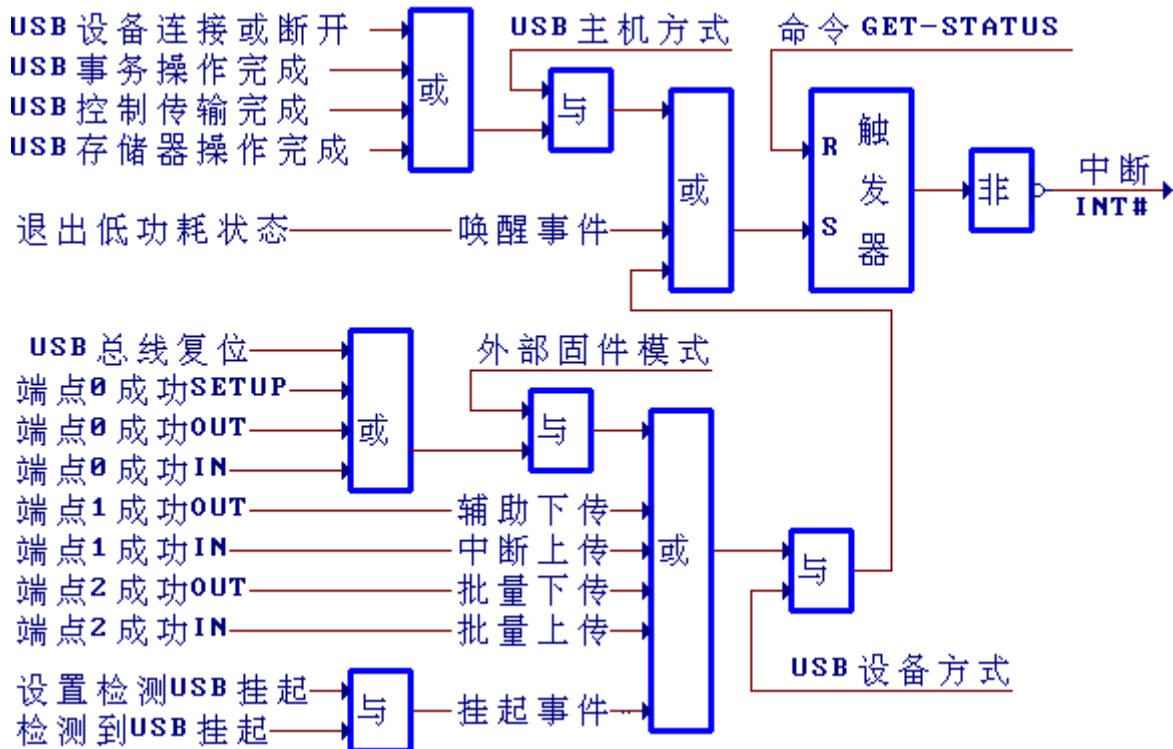 USB设备连接或断开
USB事务操作完成
USB控制传输完成
USB存储器操作完成
或
USB主机方式
与
命令GET-STATUS
或
R
S
触
发
器
非
中断
INT#
退出低功耗状态
唤醒事件
USB总线复位
端点0成功SETUP
端点0成功OUT
端点0成功IN
或
外部固件模式
与
端点1成功OUT
辅助下传
端点1成功IN
中断上传
端点2成功OUT
批量下传
端点2成功IN
批量上传
或
与
USB设备方式
设置检测USB挂起
检测到USB挂起
与
挂起事件